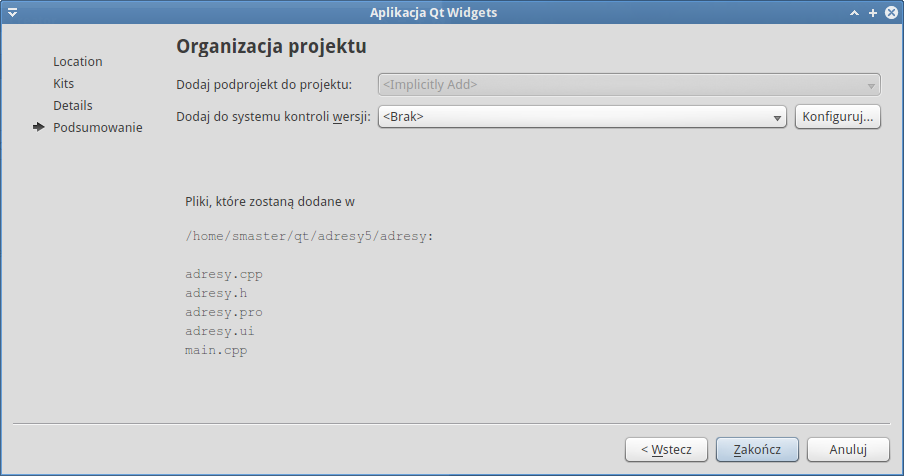 Aplikacja Qt Widgets
Location
Kits
Details
Podsumowanie
Organizacja projektu
Dodaj podprojekt do projektu: <Implicitly Add>
Dodaj do systemu kontroli wersji: <Brak> Konfiguruj...
Pliki, które zostaną dodane w
/home/smaster/qt/adresy5/adresy:
adresy.cpp
adresy.h
adresy.pro
adresy.ui
main.cpp
< Wstecz Zakończ Anuluj